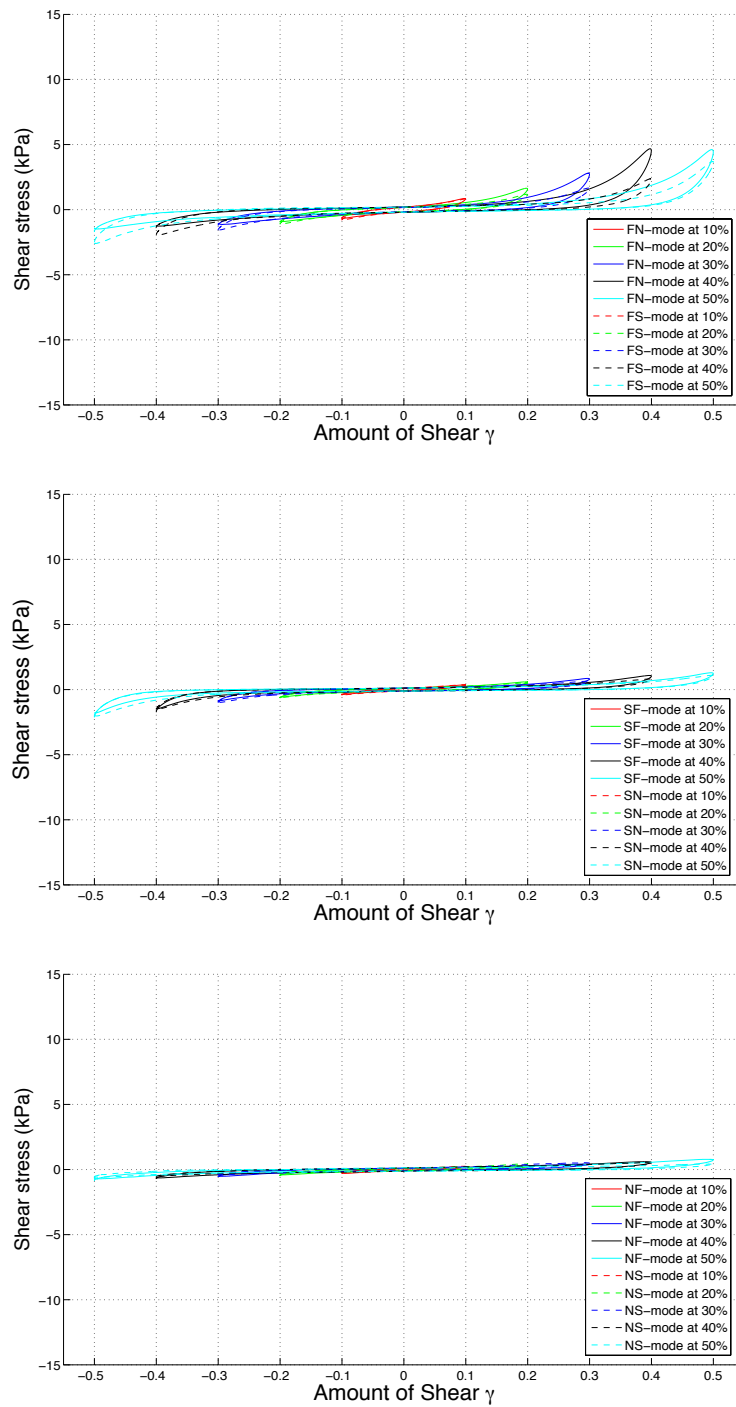 15
10
5
0
−5
−10
−15
Shear stress (kPa)
−0.5 −0.4 −0.3 −0.2 −0.1 0 0.1 0.2 0.3 0.4 0.5
Amount of Shear γ
FN−mode at 10%
FN−mode at 20%
FN−mode at 30%
FN−mode at 40%
FN−mode at 50%
FS−mode at 10%
FS−mode at 20%
FS−mode at 30%
FS−mode at 40%
FS−mode at 50%
15
10
5
0
−5
−10
−15
Shear stress (kPa)
−0.5 −0.4 −0.3 −0.2 −0.1 0 0.1 0.2 0.3 0.4 0.5
Amount of Shear γ
SF−mode at 10%
SF−mode at 20%
SF−mode at 30%
SF−mode at 40%
SF−mode at 50%
SN−mode at 10%
SN−mode at 20%
SN−mode at 30%
SN−mode at 40%
SN−mode at 50%
15
10
5
0
−5
−10
−15
Shear stress (kPa)
−0.5 −0.4 −0.3 −0.2 −0.1 0 0.1 0.2 0.3 0.4 0.5
Amount of Shear γ
NF−mode at 10%
NF−mode at 20%
NF−mode at 30%
NF−mode at 40%
NF−mode at 50%
NS−mode at 10%
NS−mode at 20%
NS−mode at 30%
NS−mode at 40%
NS−mode at 50%